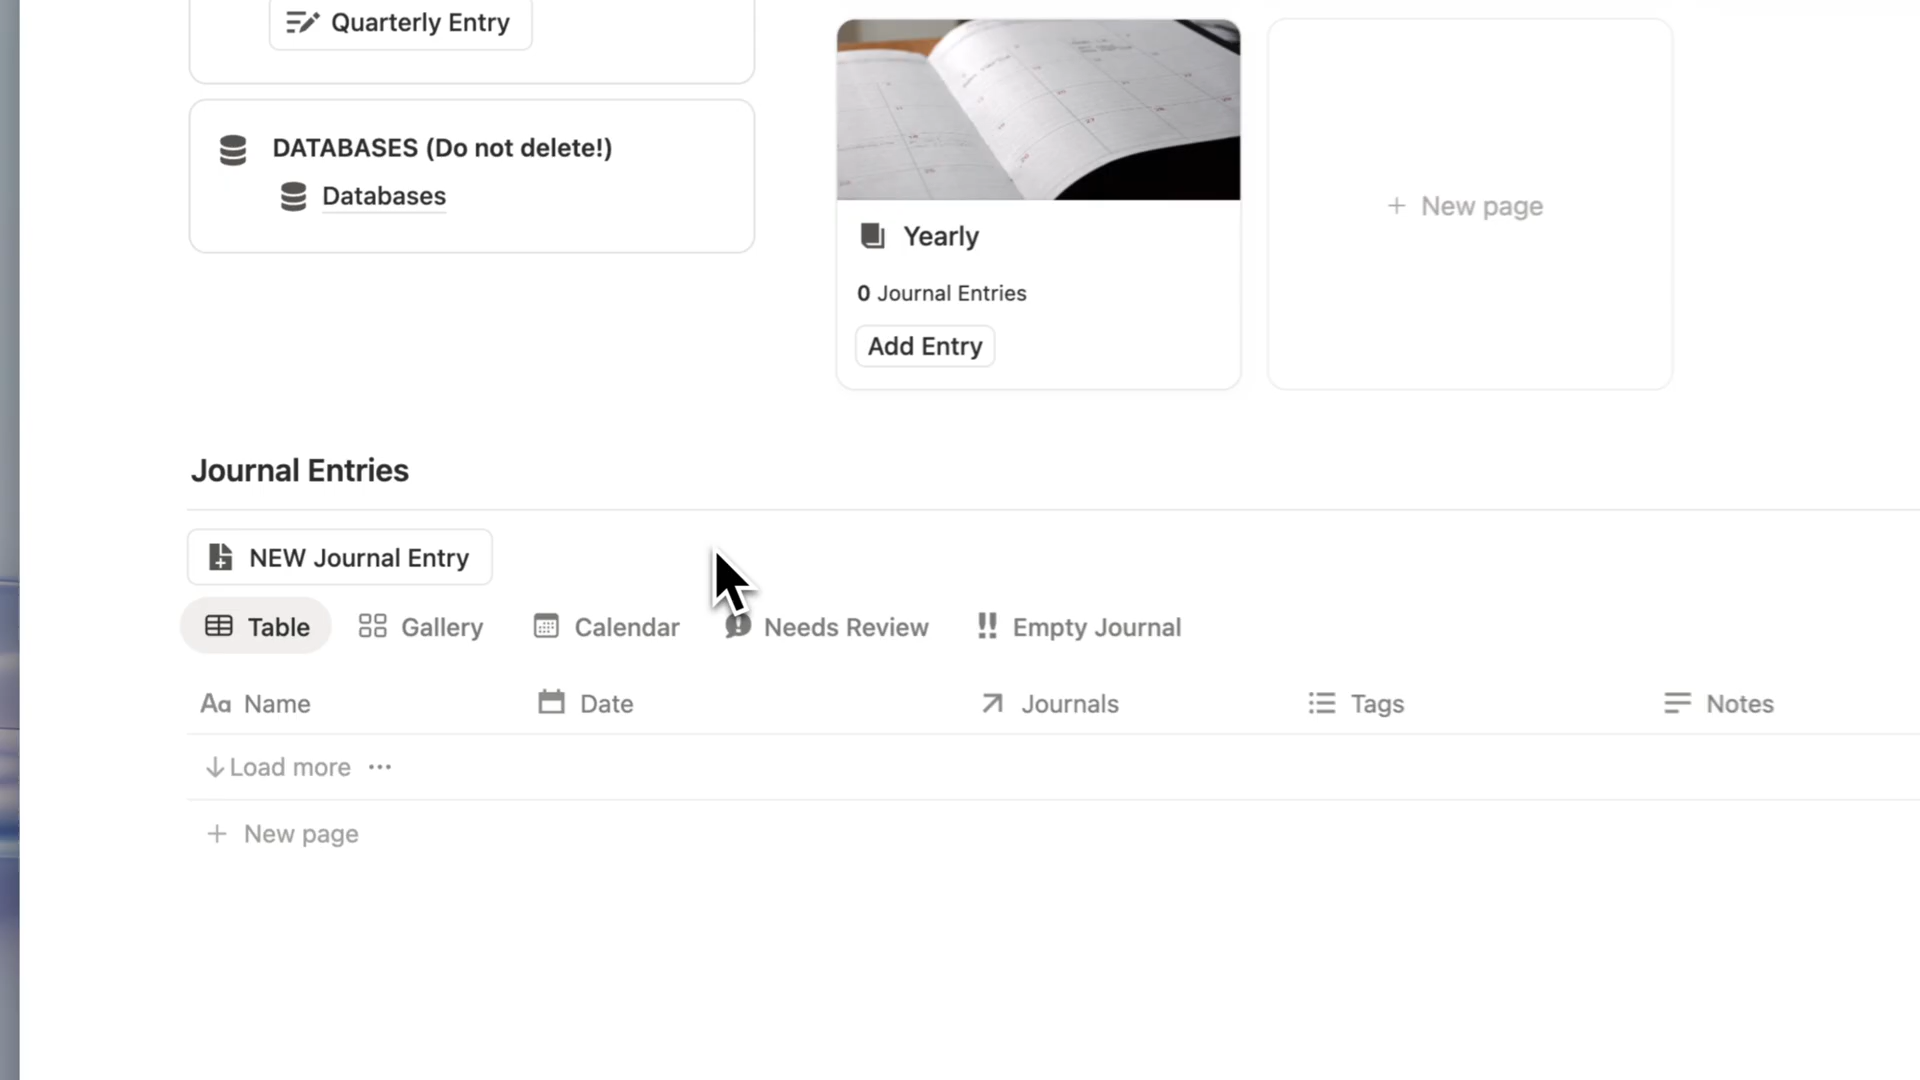 Quarterly Entry
DATABASES (Do not delete!)
Databases
Yearly
0 Journal Entries
Add Entry
+ New page
Journal Entries
NEW Journal Entry
Table
Gallery
Calendar
Needs Review
Empty Journal
Aa Name
Date
Journals
Tags
Notes
Load more ...
+ New page